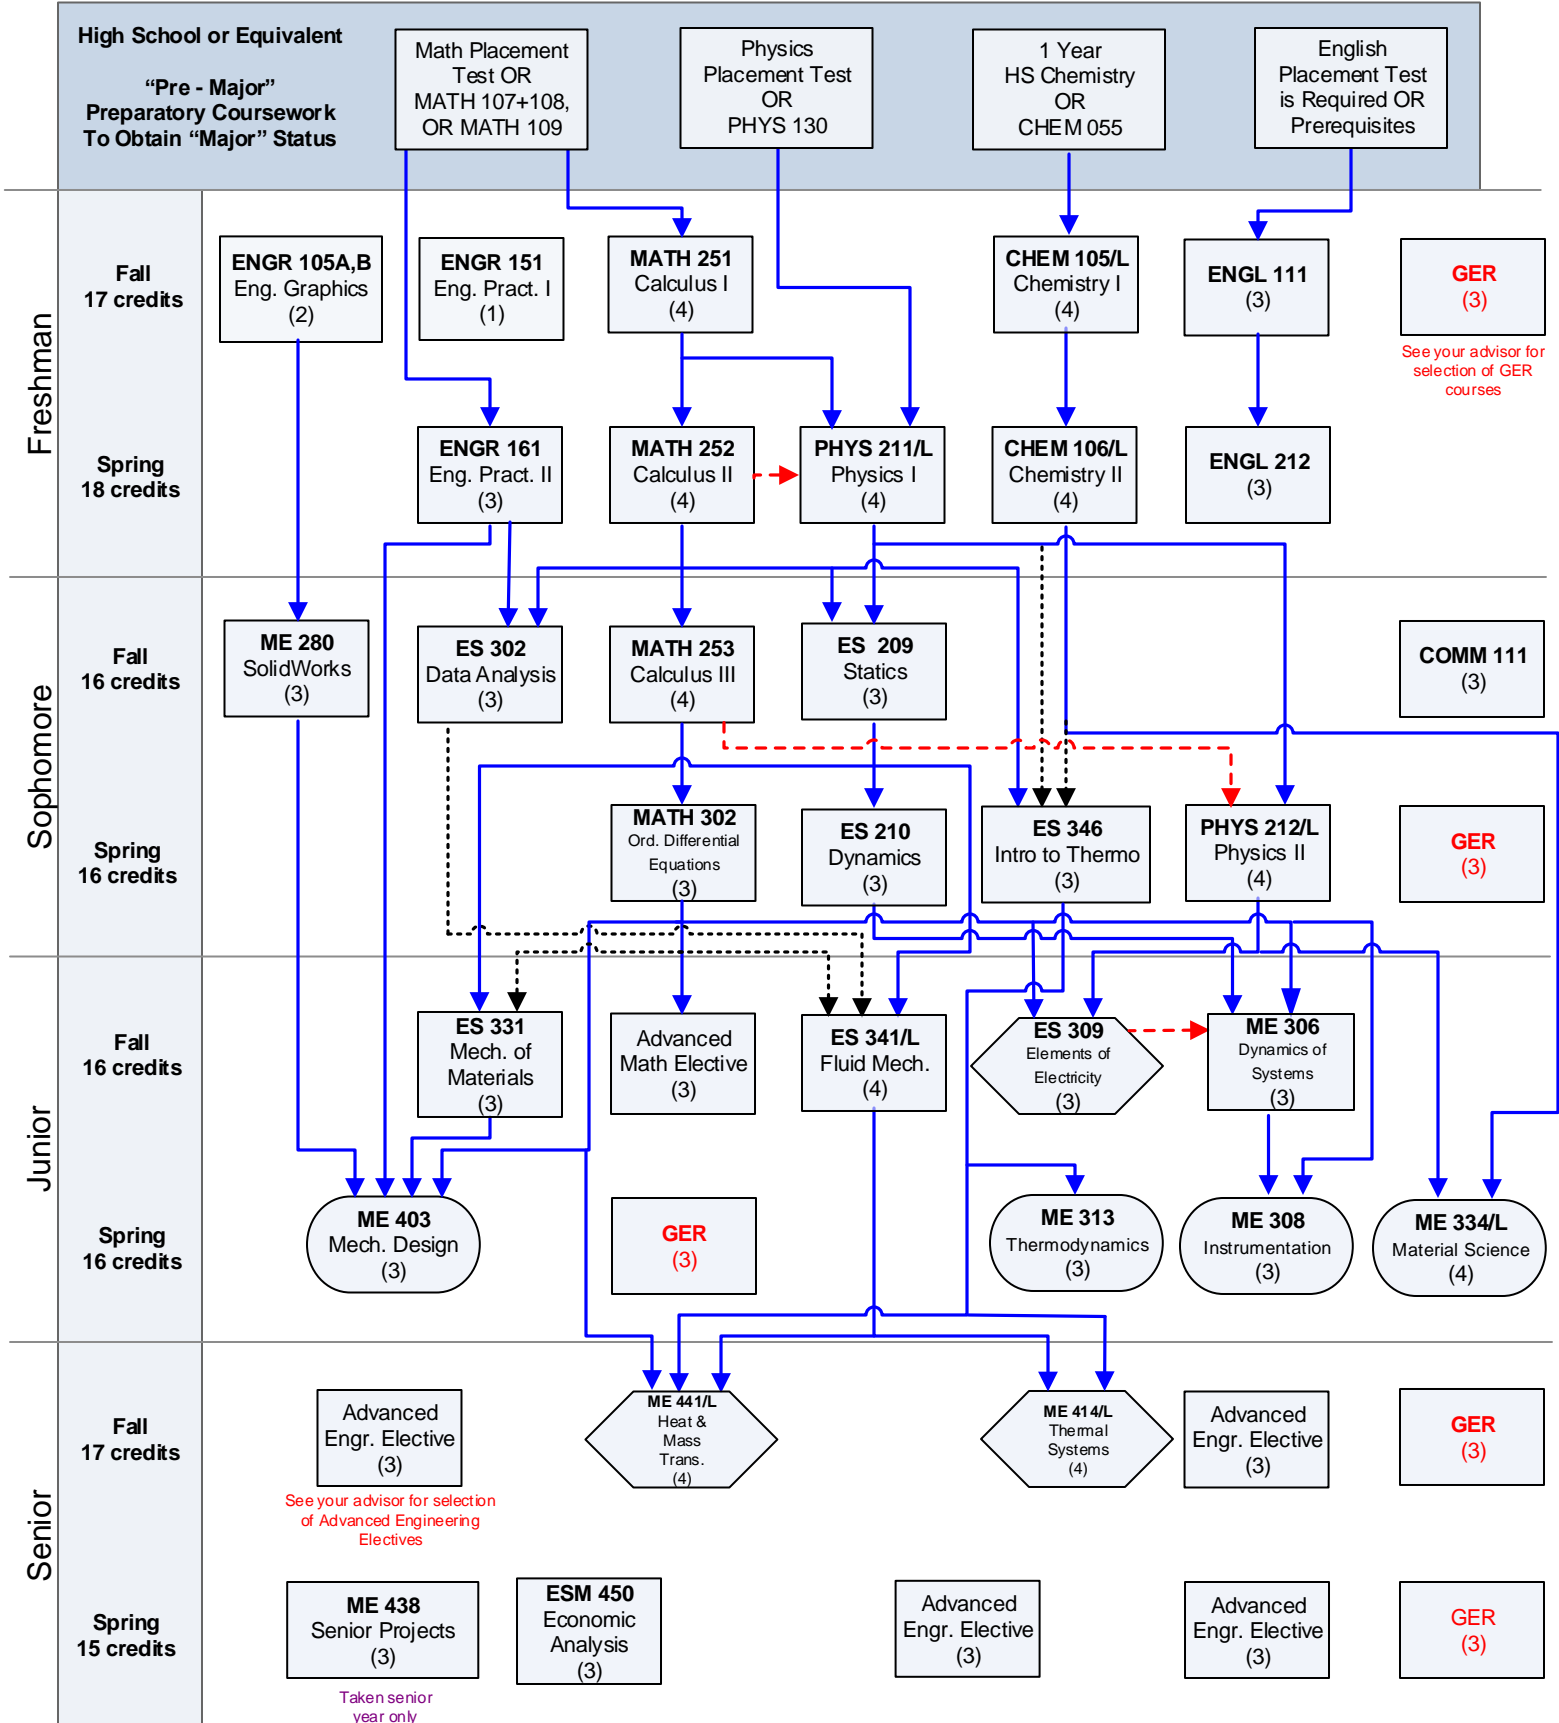 High School or Equivalent
“Pre - Major”
Preparatory Coursework
To Obtain “Major” Status
Math Placement
Test OR
MATH 107+108,
OR MATH 109
Physics
Placement Test
OR
PHYS 130
1 Year
HS Chemistry
OR
CHEM 055
English
Placement Test
is Required OR
Prerequisites
Freshman
Fall
17 credits
ENGR 105A,B
Eng. Graphics
(2)
ENGR 151
Eng. Pract. I
(1)
MATH 251
Calculus I
(4)
CHEM 105/L
Chemistry I
(4)
ENGL 111
(3)
GER
(3)
See your advisor for
selection of GER
courses
Spring
18 credits
ENGR 161
Eng. Pract. II
(3)
MATH 252
Calculus II
(4)
PHYS 211/L
Physics I
(4)
CHEM 106/L
Chemistry II
(4)
ENGL 212
(3)
Sophomore
Fall
16 credits
ME 280
SolidWorks
(3)
ES 302
Data Analysis
(3)
MATH 253
Calculus III
(4)
ES 209
Statics
(3)
COMM 111
(3)
Spring
16 credits
MATH 302
Ord. Differential
Equations
(3)
ES 210
Dynamics
(3)
ES 346
Intro to Thermo
(3)
PHYS 212/L
Physics II
(4)
GER
(3)
Junior
Fall
16 credits
ES 331
Mech. of
Materials
(3)
Advanced
Math Elective
(3)
ES 341/L
Fluid Mech.
(4)
ES 309
Elements of
Electricity
(3)
ME 306
Dynamics of
Systems
(3)
Spring
16 credits
ME 403
Mech. Design
(3)
GER
(3)
ME 313
Thermodynamics
(3)
ME 308
Instrumentation
(3)
ME 334/L
Material Science
(4)
Senior
Fall
17 credits
Advanced
Engr. Elective
(3)
See your advisor for selection
of Advanced Engineering
Electives
ME 441/L
Heat &
Mass
Trans.
(4)
ME 414/L
Thermal
Systems
(4)
Advanced
Engr. Elective
(3)
GER
(3)
Spring
15 credits
ME 438
Senior Projects
(3)
Taken senior
year only
ESM 450
Economic
Analysis
(3)
Advanced
Engr. Elective
(3)
Advanced
Engr. Elective
(3)
GER
(3)